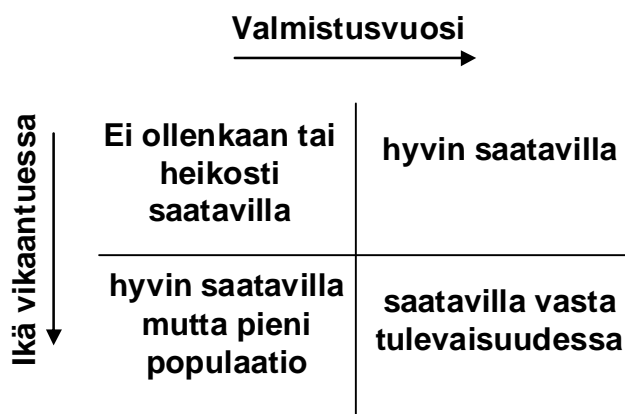 Valmistusvuosi
Ikä vikaantuessa
Ei ollenkaan tai
heikosti
saatavilla
hyvin saatavilla
hyvin saatavilla
mutta pieni
populaatio
saatavilla vasta
tulevaisuudessa